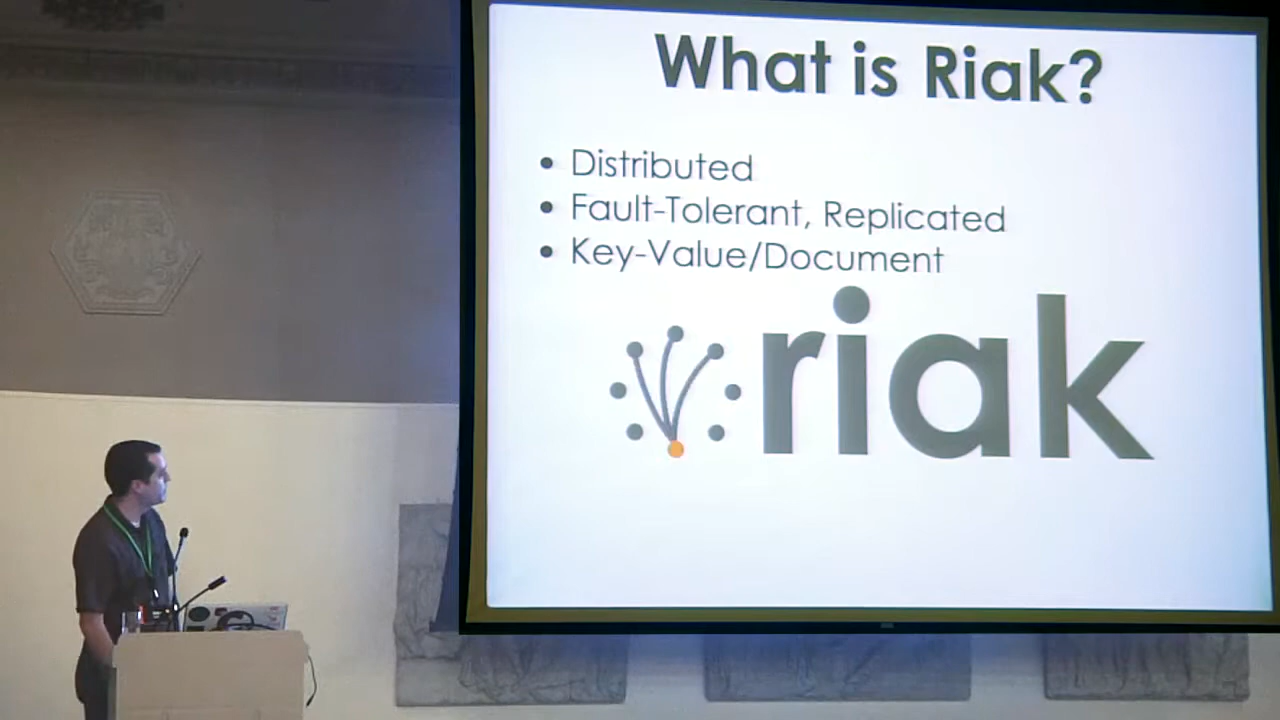 What is Riak?
• Distributed
• Fault-Tolerant, Replicated
• Key-Value/Document
riak